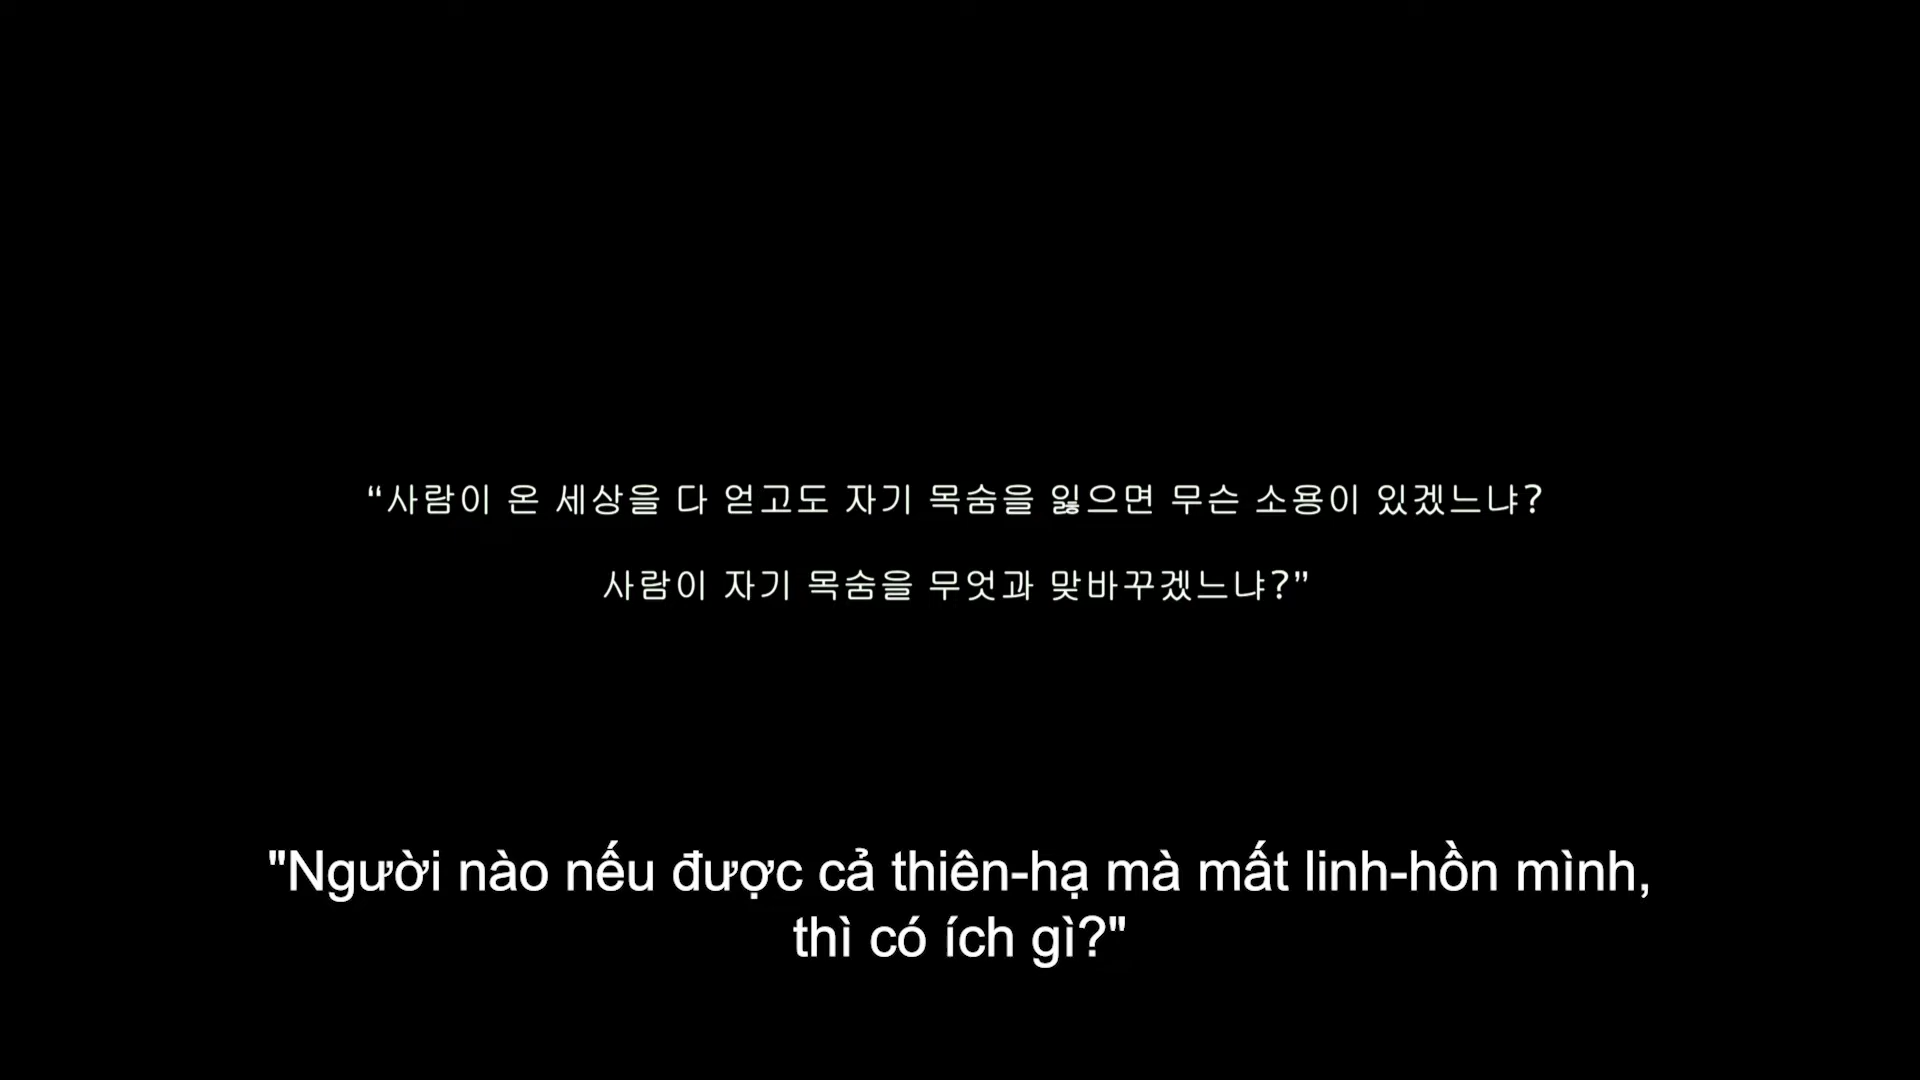 “사람이 온 세상을 다 얻고도 자기 목숨을 잃으면 무슨 소용이 있겠느냐?
사람이 자기 목숨을 무엇과 맞바꾸겠느냐?”
"Người nào nếu được cả thiên-hạ mà mất linh-hồn mình,
thì có ích gì?"